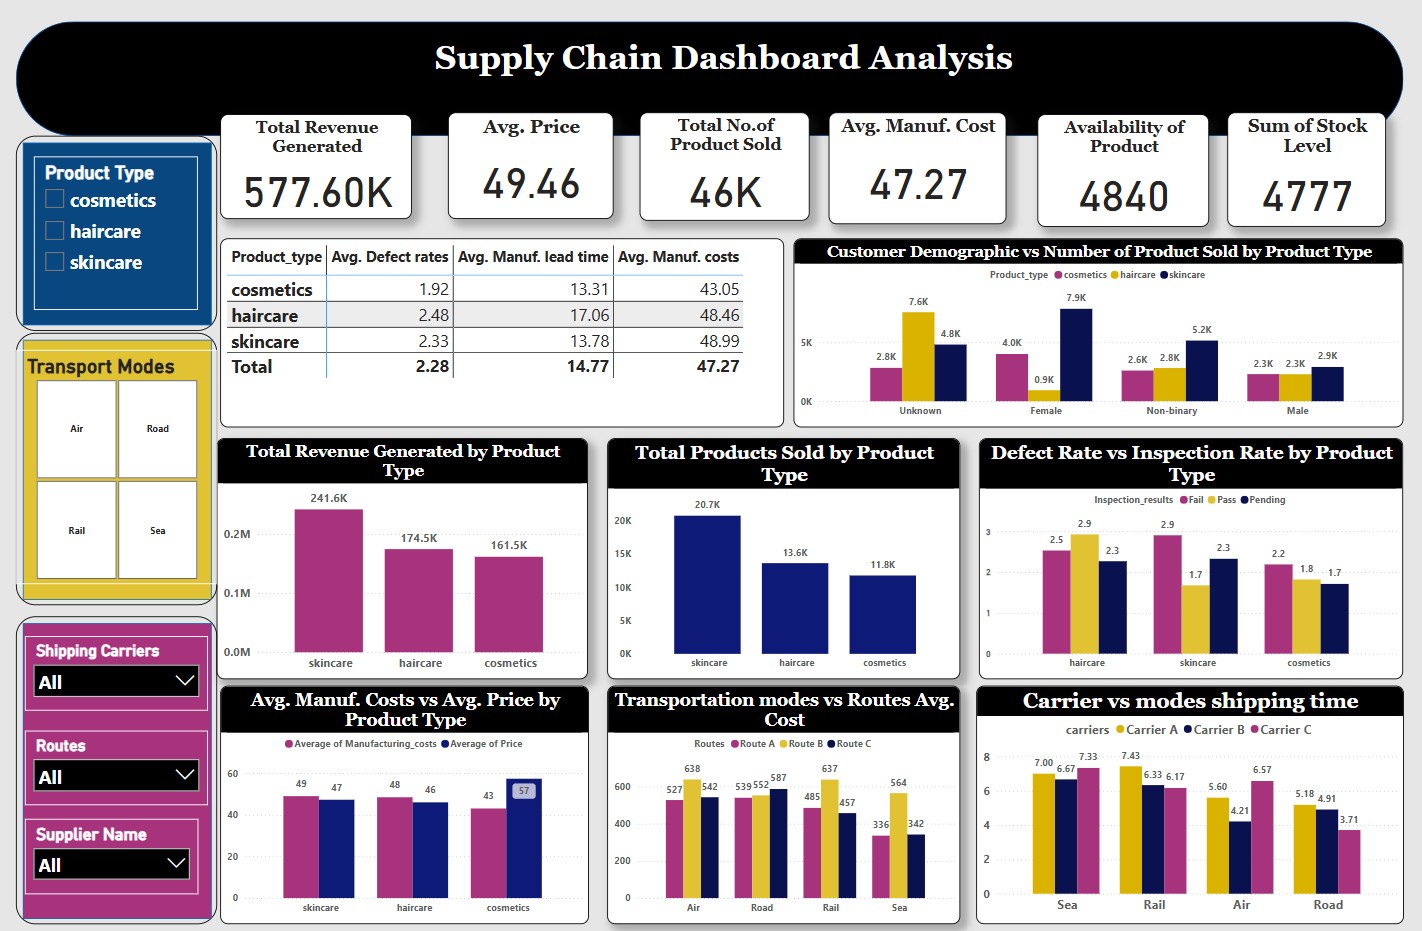 Supply Chain Dashboard Analysis
Total Revenue
Generated
577.60K
Avg. Price
49.46
Total No.of
Product Sold
46K
Avg. Manuf. Cost
47.27
Availability of
Product
4840
Sum of Stock
Level
4777
Product Type
cosmetics
haircare
skincare
Transport Modes
Air Road
Rail Sea
Shipping Carriers
All
Routes
All
Supplier Name
All
Product_type Avg. Defect rates Avg. Manuf. lead time Avg. Manuf. costs
cosmetics 1.92 13.31 43.05
haircare 2.48 17.06 48.46
skincare 2.33 13.78 48.99
Total 2.28 14.77 47.27
Customer Demographic vs Number of Product Sold by Product Type
Product_type cosmetics haircare skincare
5K
0K
2.8K 7.6K 4.8K
4.0K 0.9K 7.9K
2.6K 2.8K 5.2K
2.3K 2.3K 2.9K
Unknown Female Non-binary Male
Total Revenue Generated by Product
Type
0.2M
0.1M
0.0M
241.6K 174.5K 161.5K
skincare haircare cosmetics
Total Products Sold by Product
Type
20K
15K
10K
5K
0K
20.7K 13.6K 11.8K
skincare haircare cosmetics
Defect Rate vs Inspection Rate by Product
Type
Inspection_results Fail Pass Pending
3
2
1
0
2.5 2.9 2.3
2.9 1.7 2.3
2.2 1.8 1.7
haircare skincare cosmetics
Avg. Manuf. Costs vs Avg. Price by
Product Type
Average of Manufacturing_costs Average of Price
60
40
20
0
49 47
48 46
43 57
skincare haircare cosmetics
Transportation modes vs Routes Avg.
Cost
Routes Route A Route B Route C
600
400
200
0
527 638 542
539 552 587
485 637 457
336 564 342
Air Road Rail Sea
Carrier vs modes shipping time
carriers Carrier A Carrier B Carrier C
8
6
4
2
0
7.00 6.67 7.33
7.43 6.33 6.17
5.60 4.21 6.57
5.18 4.91 3.71
Sea Rail Air Road